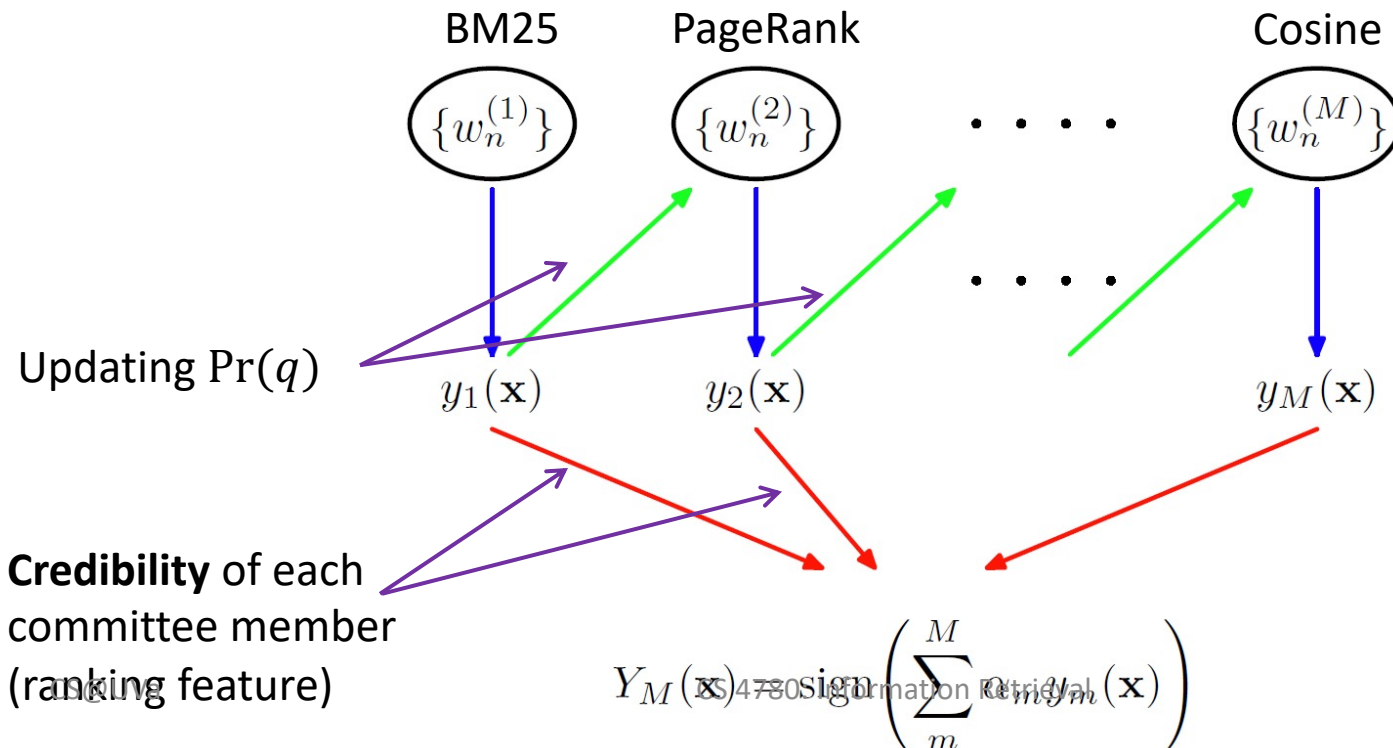 BM25 PageRank Cosine
{w_n^{(1)}} {w_n^{(2)}} · · · · {w_n^{(M)}}
· · · ·
Updating Pr(q)
y_1(x) y_2(x) y_M(x)
Credibility of each
committee member
(ranking feature)
Y_M(x) = sign ( \sum_m^M α_m y_m(x) )
CS@UVa CS 4780: Information Retrieval